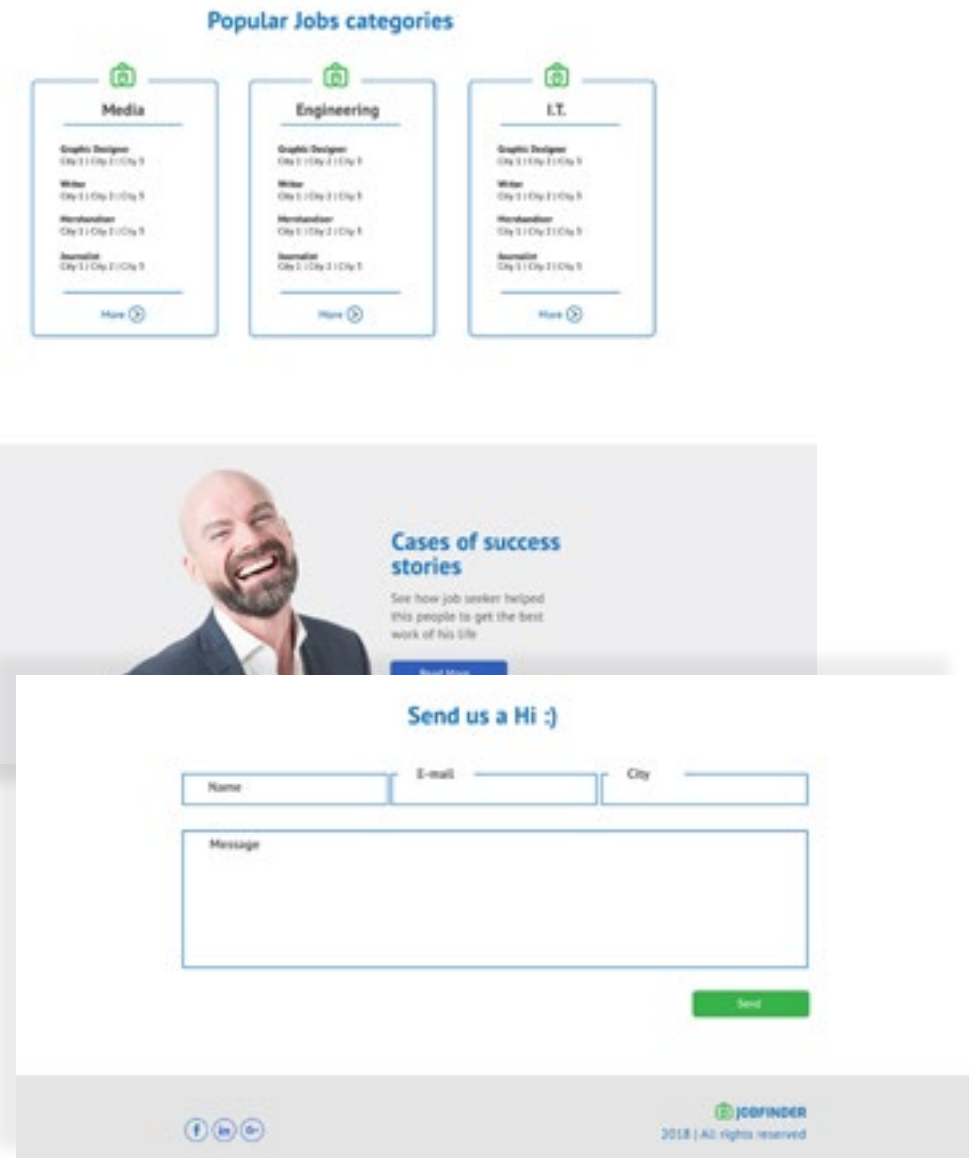 Popular Jobs categories
Media
Graphic Designer
City 1 | City 2 | City 3
Writer
City 1 | City 2 | City 3
Merchandiser
City 1 | City 2 | City 3
Journalist
City 1 | City 2 | City 3
More
Engineering
Graphic Designer
City 1 | City 2 | City 3
Writer
City 1 | City 2 | City 3
Merchandiser
City 1 | City 2 | City 3
Journalist
City 1 | City 2 | City 3
More
I.T.
Graphic Designer
City 1 | City 2 | City 3
Writer
City 1 | City 2 | City 3
Merchandiser
City 1 | City 2 | City 3
Journalist
City 1 | City 2 | City 3
More
Cases of success
stories
See how job seeker helped
this people to get the best
work of his life
Read More
Send us a Hi :)
Name
E-mail
City
Message
Send
f in G+
JOBFINDER
2018 | All rights reserved